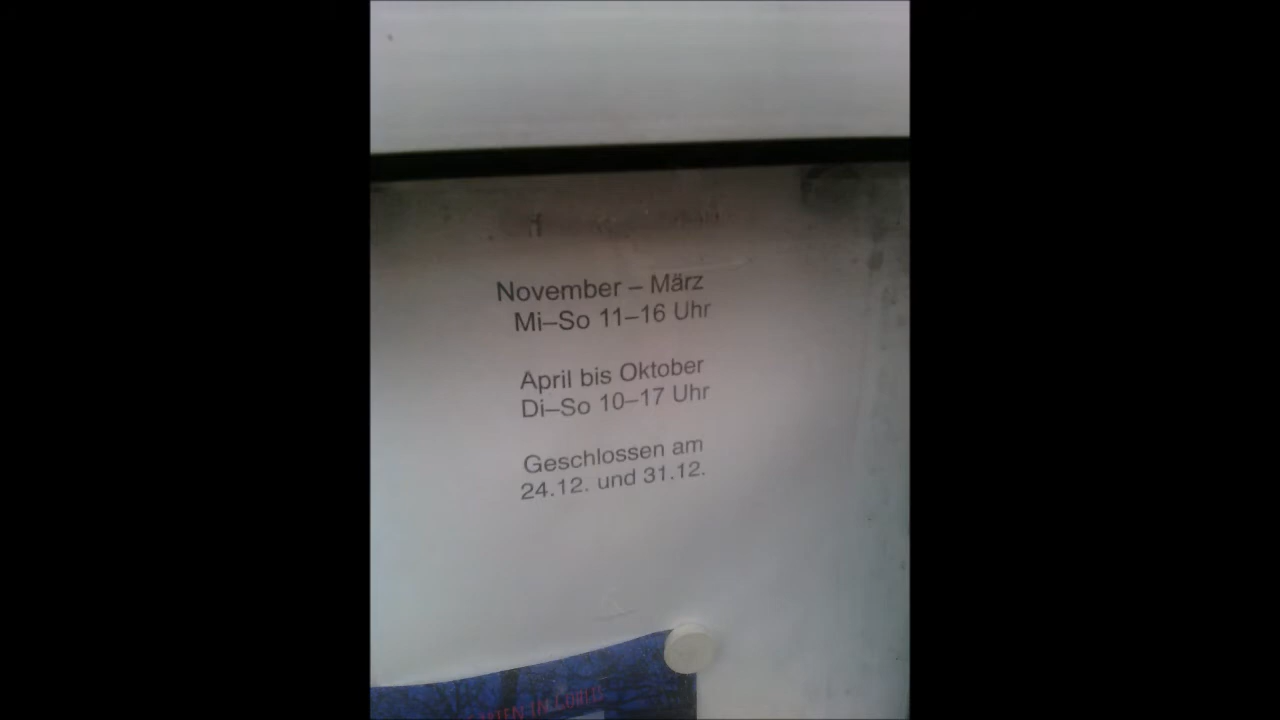 November – März
Mi–So 11–16 Uhr
April bis Oktober
Di–So 10–17 Uhr
Geschlossen am
24.12. und 31.12.
IN